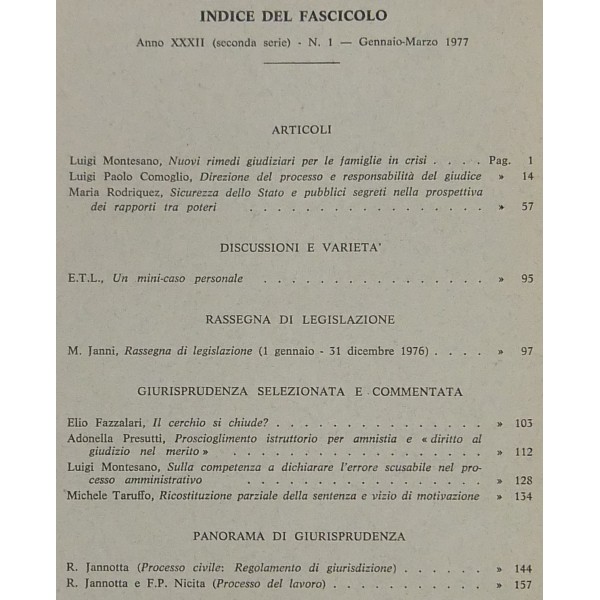 INDICE DEL FASCICOLO
Anno XXXII (seconda serie) - N. 1 — Gennaio-Marzo 1977
ARTICOLI
Luigi Montesano, Nuovi rimedi giudiziari per le famiglie in crisi . . . . Pag. 1
Luigi Paolo Comoglio, Direzione del processo e responsabilità del giudice » 14
Maria Rodriquez, Sicurezza dello Stato e pubblici segreti nella prospettiva
dei rapporti tra poteri . . . . . . . . . . . . . . . » 57
DISCUSSIONI E VARIETA'
E.T.L., Un mini-caso personale . . . . . . . . . . . . . . » 95
RASSEGNA DI LEGISLAZIONE
M. Janni, Rassegna di legislazione (1 gennaio - 31 dicembre 1976) . . . . » 97
GIURISPRUDENZA SELEZIONATA E COMMENTATA
Elio Fazzalari, Il cerchio si chiude? . . . . . . . . . . . . . » 103
Adonella Presutti, Proscioglimento istruttorio per amnistia e « diritto al
giudizio nel merito » . . . . . . . . . . . . . . » 112
Luigi Montesano, Sulla competenza a dichiarare l'errore scusabile nel pro-
cesso amministrativo . . . . . . . . . . . . . . . » 128
Michele Taruffo, Ricostituzione parziale della sentenza e vizio di motivazione » 134
PANORAMA DI GIURISPRUDENZA
R. Jannotta (Processo civile: Regolamento di giurisdizione) . . . . . . » 144
R. Jannotta e F.P. Nicita (Processo del lavoro) . . . . . . . . . . » 157